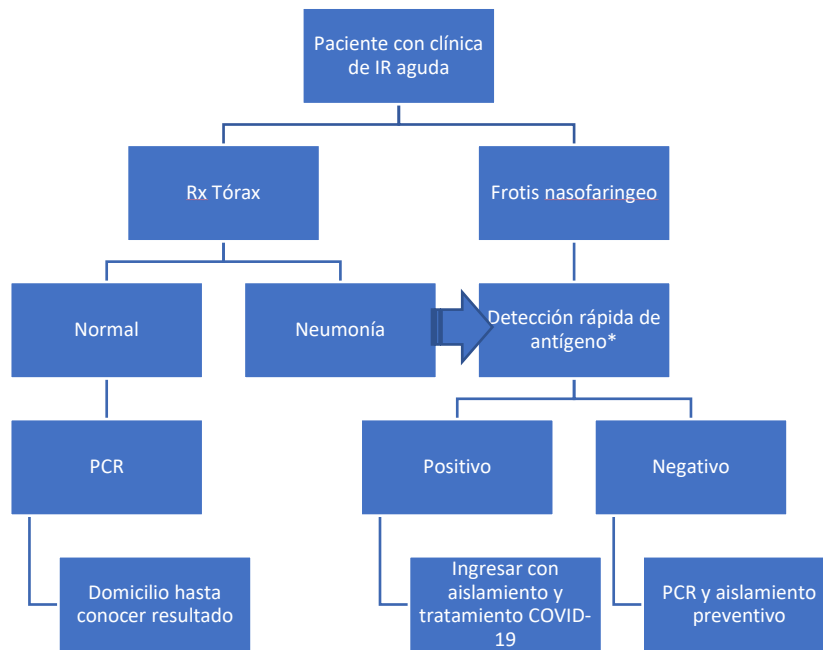 Paciente con clínica
de IR aguda
Rx Tórax
Frotis nasofaringeo
Normal
Neumonía
Detección rápida de
antígeno*
PCR
Positivo
Negativo
Domicilio hasta
conocer resultado
Ingresar con
aislamiento y
tratamiento COVID-
19
PCR y aislamiento
preventivo